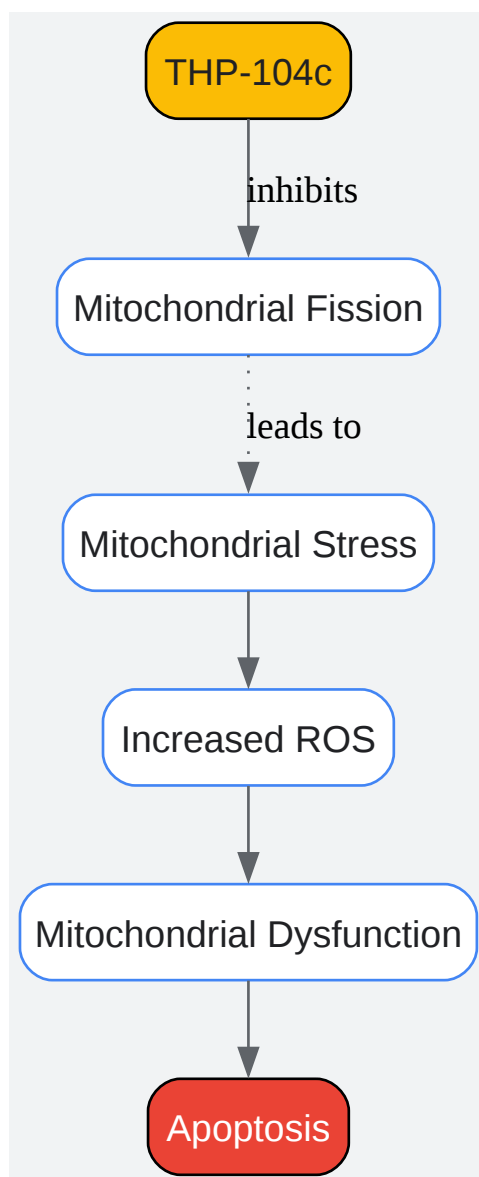 THP-104c
inhibits
Mitochondrial Fission
leads to
Mitochondrial Stress
Increased ROS
Mitochondrial Dysfunction
Apoptosis